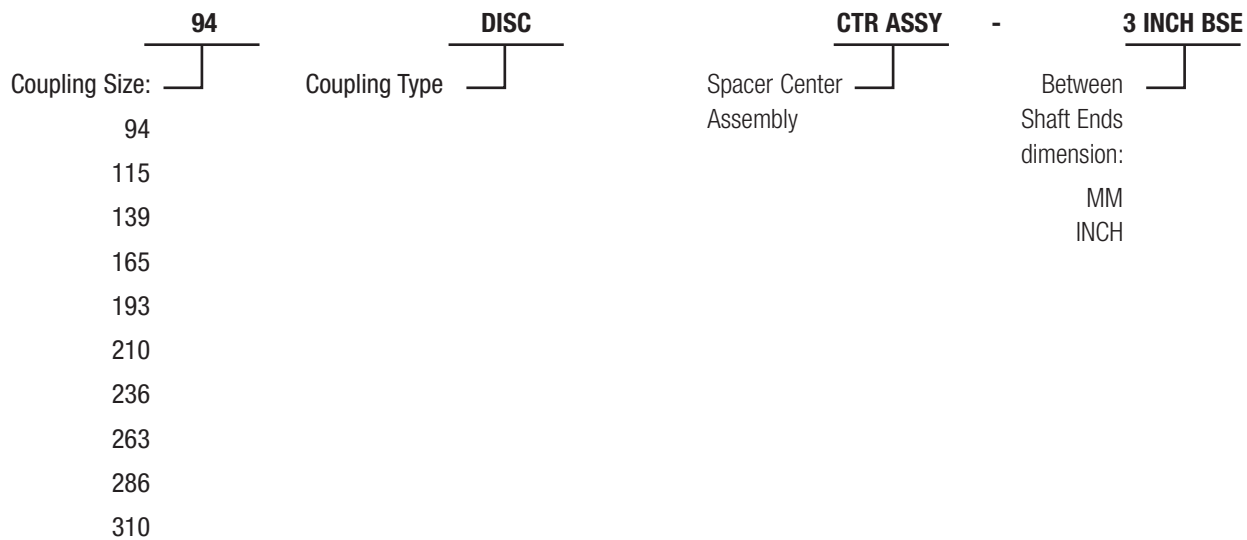 94 DISC CTR ASSY - 3 INCH BSE
Coupling Size: Coupling Type Spacer Center Between
Assembly Shaft Ends
dimension:
94
115
139
165
193
210
236
263
286
310
MM
INCH